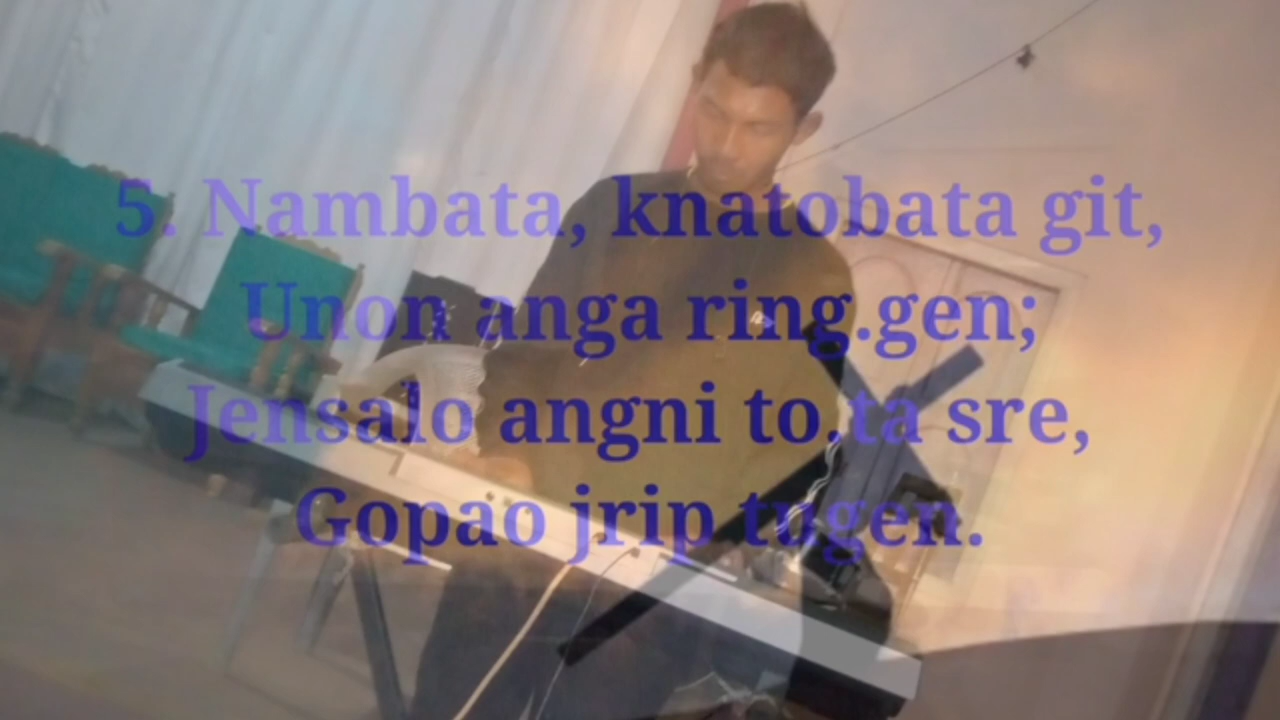 5. Nambata, knatobata git,
Unon anga ring.gen;
Jensalo angni to.ta sre,
Gopao jrip tugen.